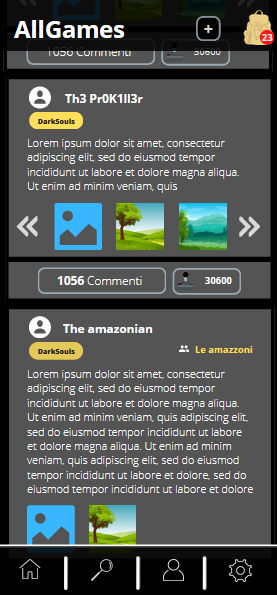 AllGames
+
23
1056 Commenti
30600
Th3 Pr0K1ll3r
DarkSouls
Lorem ipsum dolor sit amet, consectetur
adipiscing elit, sed do eiusmod tempor
incididunt ut labore et dolore magna aliqua.
Ut enim ad minim veniam, quis
1056 Commenti
30600
The amazonian
DarkSouls
Le amazzoni
Lorem ipsum dolor sit amet, consectetur
adipiscing elit, sed do eiusmod tempor
incididunt ut labore et dolore magna aliqua.
Ut enim ad minim veniam, quis adipiscing elit,
sed do eiusmod tempor incididunt ut labore
et dolore magna aliqua. Ut enim ad minim
veniam, quis adipiscing elit, sed do eiusmod
tempor incididunt ut labore et dolore, sed do
eiusmod tempor incididunt ut labore et dolore